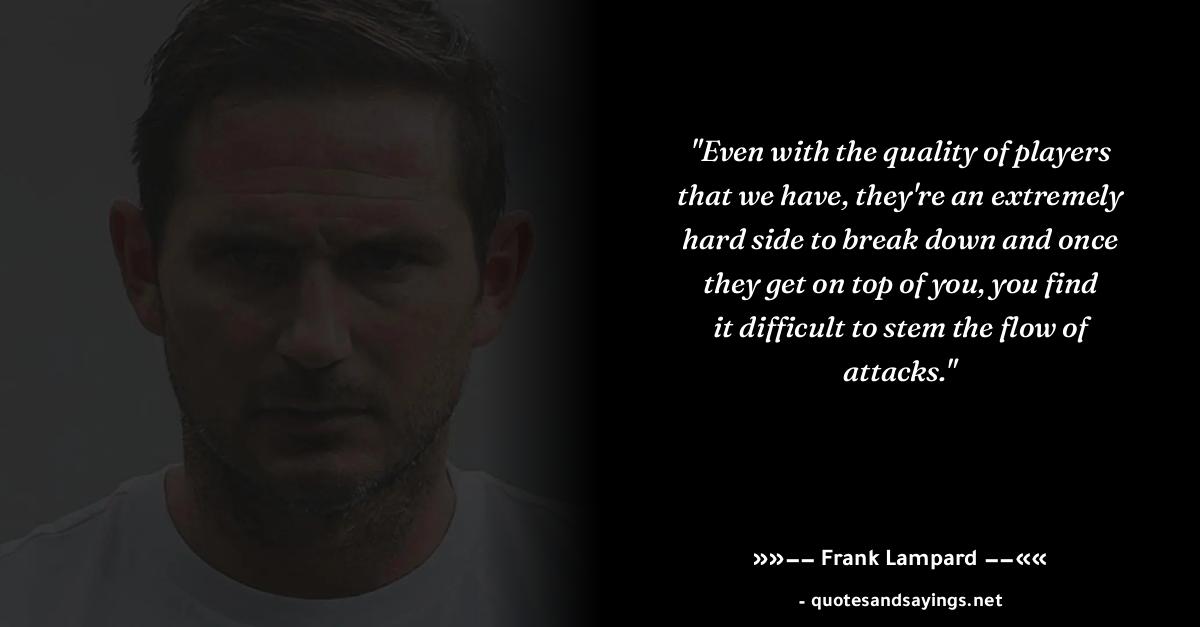 "Even with the quality of players
that we have, they're an extremely
hard side to break down and once
they get on top of you, you find
it difficult to stem the flow of
attacks."
»»−− Frank Lampard −−««
- quotesandsayings.net